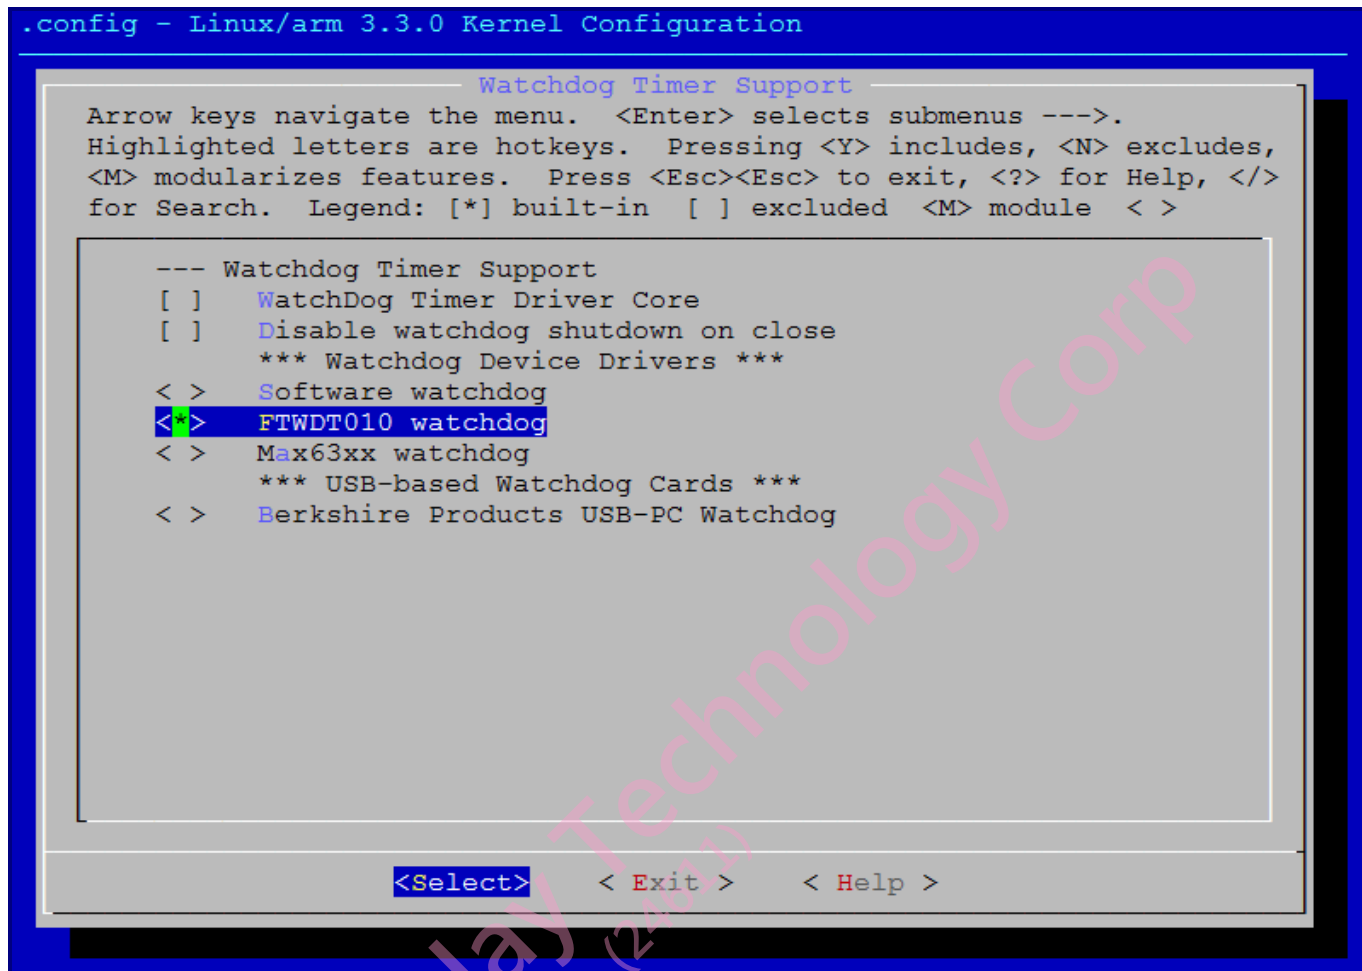 .config - Linux/arm 3.3.0 Kernel Configuration
Watchdog Timer Support
Arrow keys navigate the menu.  <Enter> selects submenus --->.
Highlighted letters are hotkeys.  Pressing <Y> includes, <N> excludes,
<M> modularizes features.  Press <Esc><Esc> to exit, <?> for Help, </>
for Search.  Legend: [*] built-in  [ ] excluded  <M> module  < >
--- Watchdog Timer Support
[ ]   WatchDog Timer Driver Core
[ ]   Disable watchdog shutdown on close
*** Watchdog Device Drivers ***
< >   Software watchdog
<*>   FTWDT010 watchdog
< >   Max63xx watchdog
*** USB-based Watchdog Cards ***
< >   Berkshire Products USB-PC Watchdog
<Select>    < Exit >    < Help >
Technology Corp
(24611)